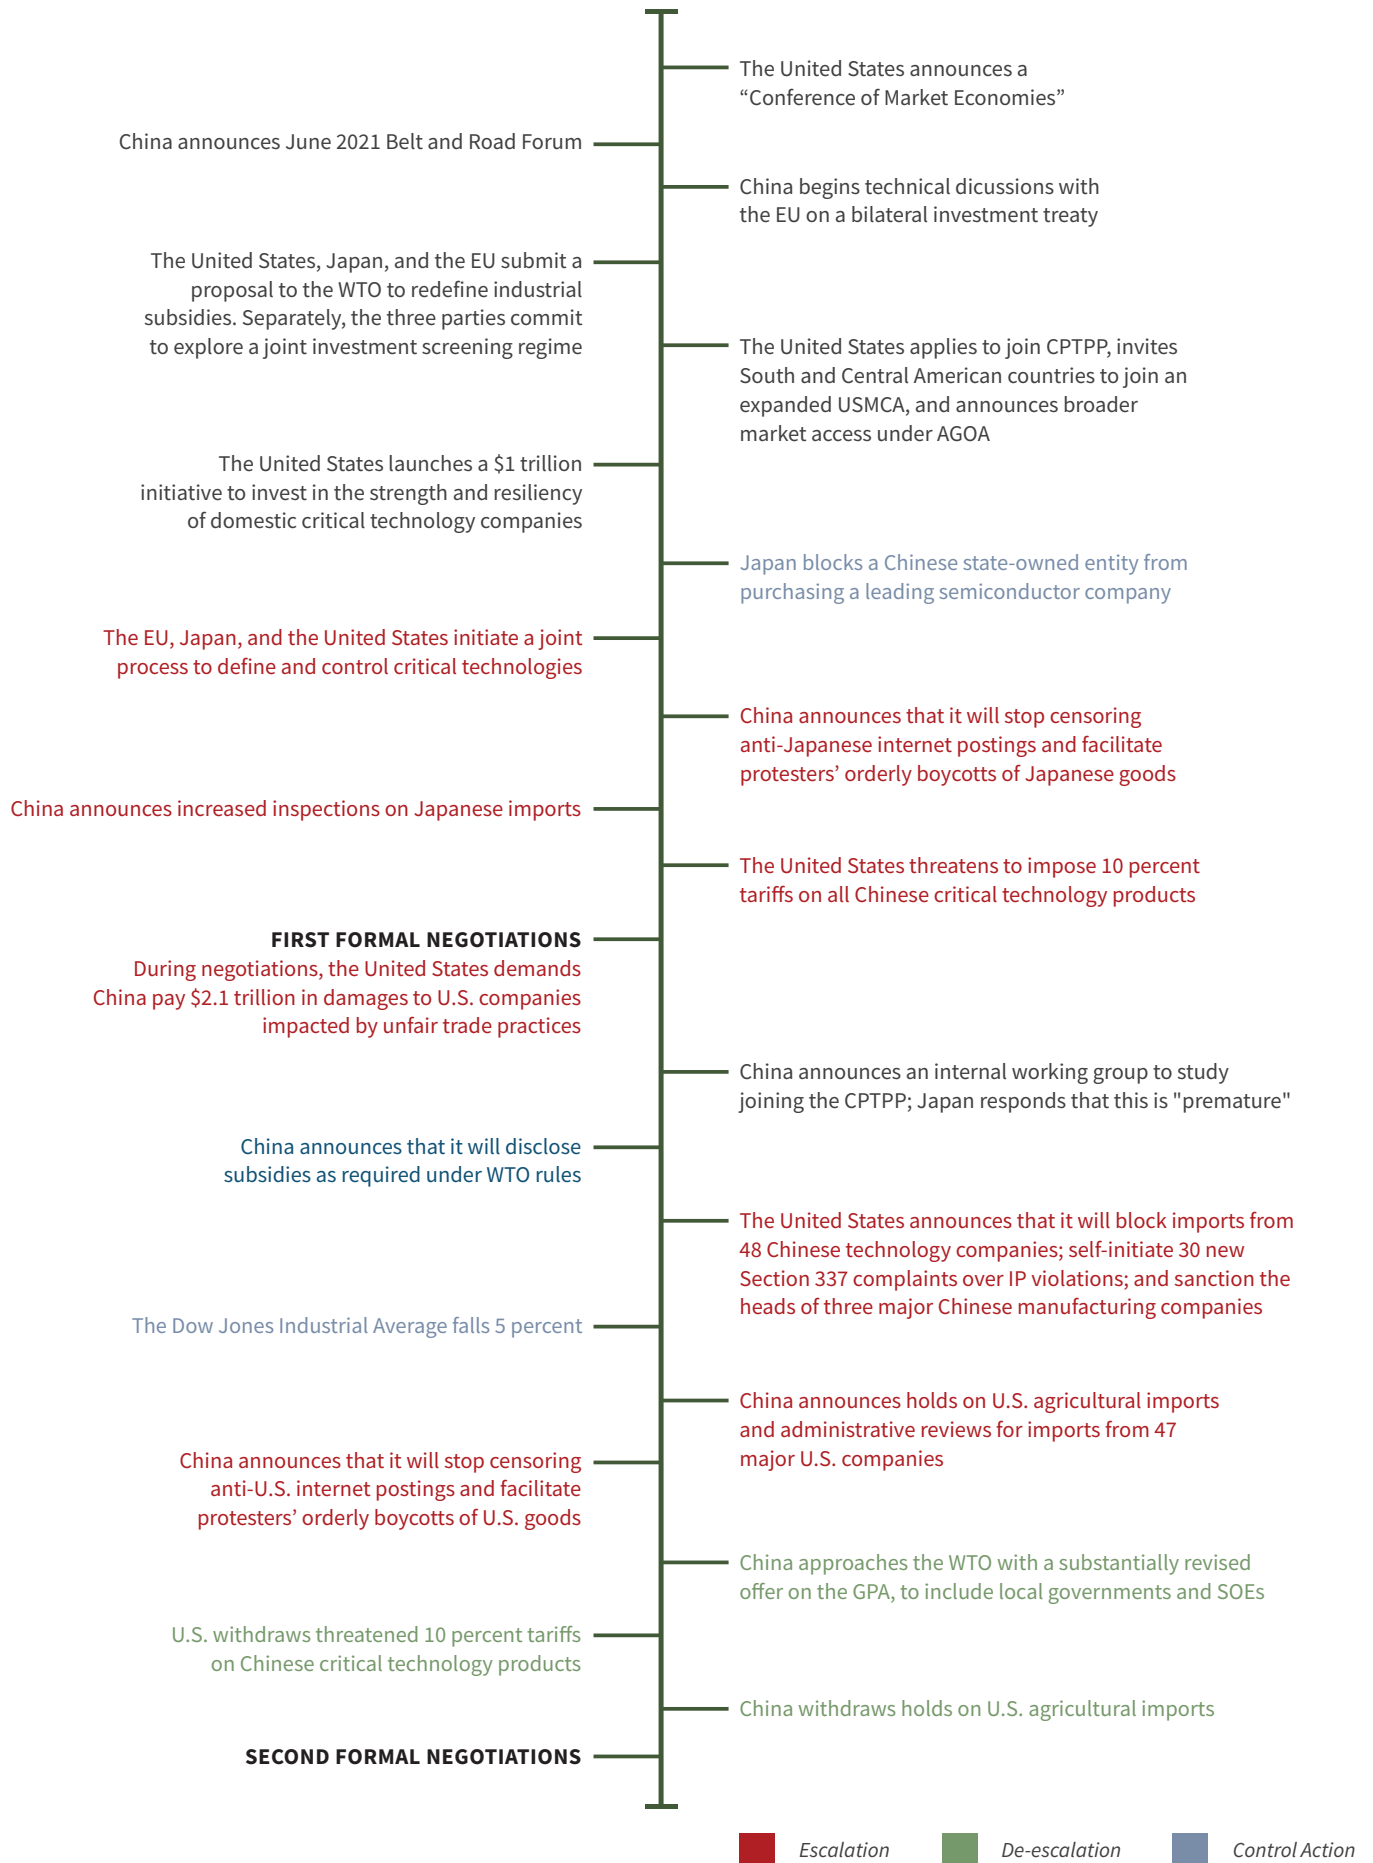 The United States announces a
“Conference of Market Economies”
China announces June 2021 Belt and Road Forum
China begins technical dicussions with
the EU on a bilateral investment treaty
The United States, Japan, and the EU submit a
proposal to the WTO to redefine industrial
subsidies. Separately, the three parties commit
to explore a joint investment screening regime
The United States applies to join CPTPP, invites
South and Central American countries to join an
expanded USMCA, and announces broader
market access under AGOA
The United States launches a $1 trillion
initiative to invest in the strength and resiliency
of domestic critical technology companies
Japan blocks a Chinese state-owned entity from
purchasing a leading semiconductor company
The EU, Japan, and the United States initiate a joint
process to define and control critical technologies
China announces that it will stop censoring
anti-Japanese internet postings and facilitate
protesters’ orderly boycotts of Japanese goods
China announces increased inspections on Japanese imports
The United States threatens to impose 10 percent
tariffs on all Chinese critical technology products
FIRST FORMAL NEGOTIATIONS
During negotiations, the United States demands
China pay $2.1 trillion in damages to U.S. companies
impacted by unfair trade practices
China announces an internal working group to study
joining the CPTPP; Japan responds that this is "premature"
China announces that it will disclose
subsidies as required under WTO rules
The United States announces that it will block imports from
48 Chinese technology companies; self-initiate 30 new
Section 337 complaints over IP violations; and sanction the
heads of three major Chinese manufacturing companies
The Dow Jones Industrial Average falls 5 percent
China announces holds on U.S. agricultural imports
and administrative reviews for imports from 47
major U.S. companies
China announces that it will stop censoring
anti-U.S. internet postings and facilitate
protesters’ orderly boycotts of U.S. goods
China approaches the WTO with a substantially revised
offer on the GPA, to include local governments and SOEs
U.S. withdraws threatened 10 percent tariffs
on Chinese critical technology products
China withdraws holds on U.S. agricultural imports
SECOND FORMAL NEGOTIATIONS
Escalation
De-escalation
Control Action